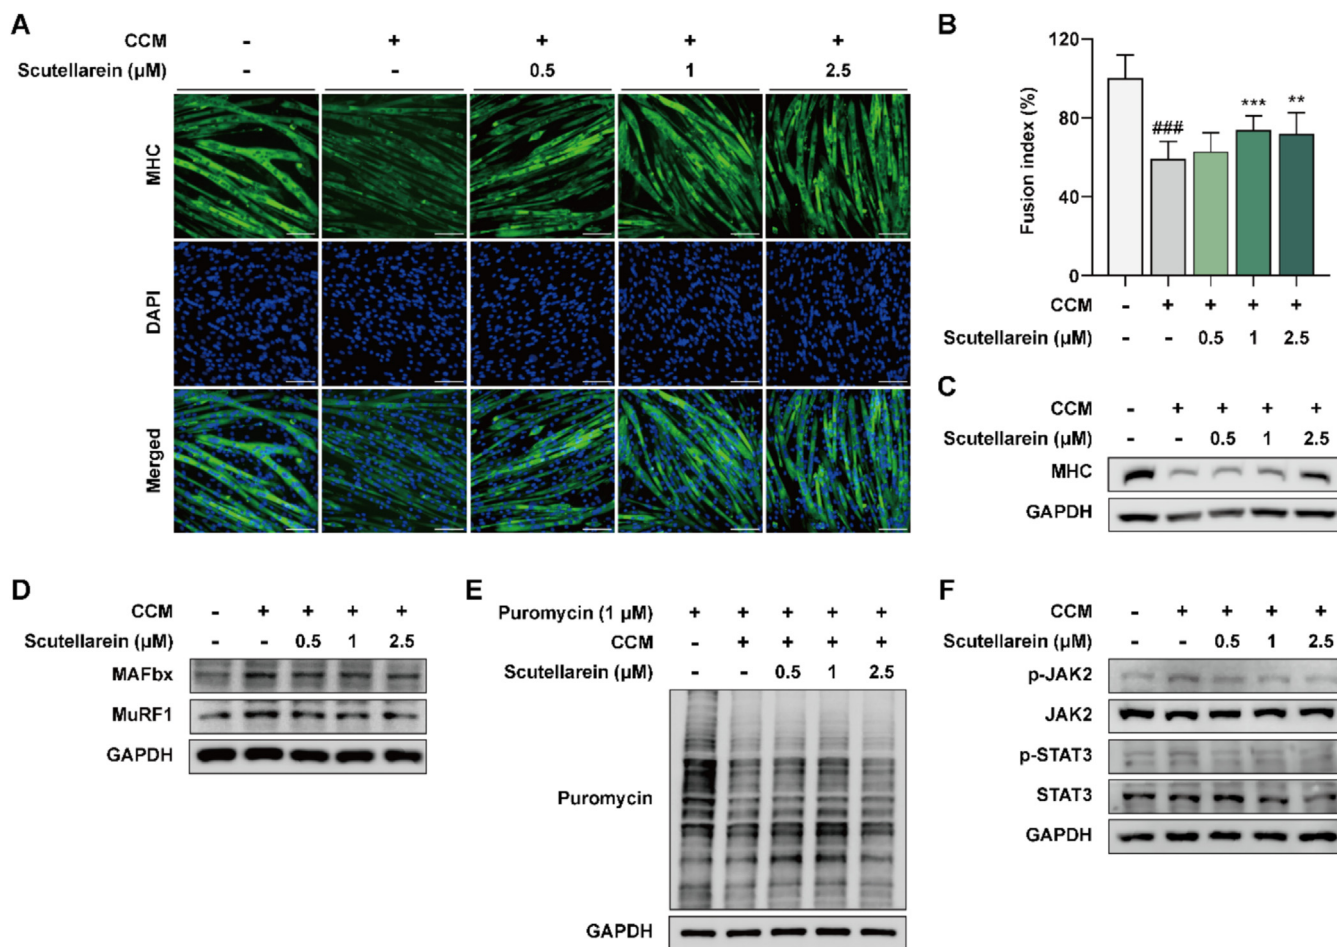 A
CCM - + + + +
Scutellarein (μM) - - 0.5 1 2.5
MHC
DAPI
Merged
B
120
80
40
0
Fusion index (%)
###
***
**
CCM - + + + +
Scutellarein (μM) - - 0.5 1 2.5
C
CCM - + + + +
Scutellarein (μM) - - 0.5 1 2.5
MHC
GAPDH
D
CCM - + + + +
Scutellarein (μM) - - 0.5 1 2.5
MAFbx
MuRF1
GAPDH
E
Puromycin (1 μM) + + + + +
CCM - + + + +
Scutellarein (μM) - - 0.5 1 2.5
Puromycin
GAPDH
F
CCM - + + + +
Scutellarein (μM) - - 0.5 1 2.5
p-JAK2
JAK2
p-STAT3
STAT3
GAPDH